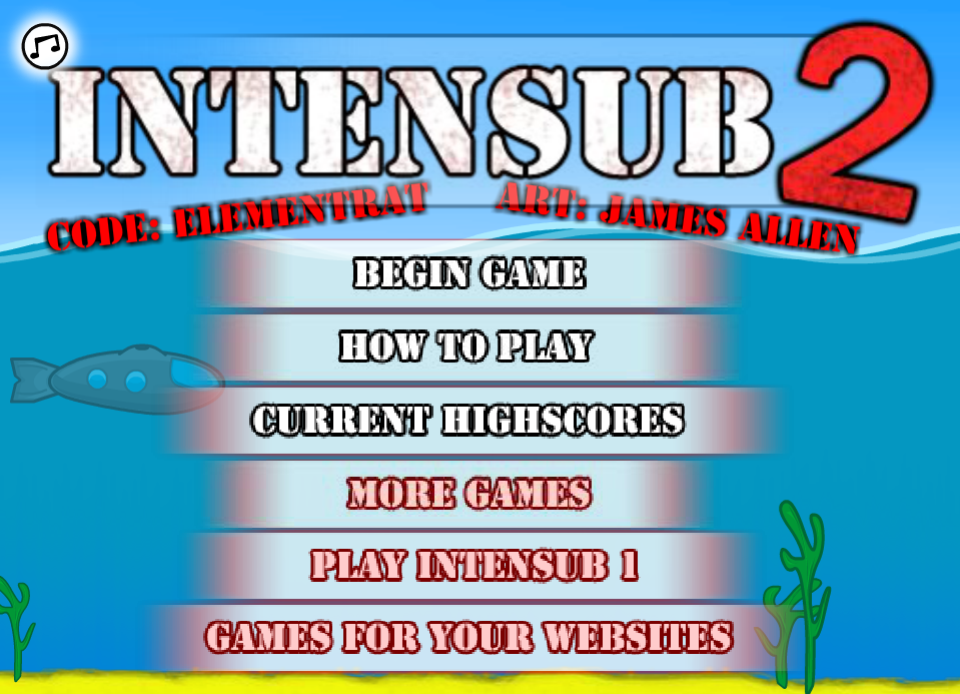 INTENSUB 2
CODE: ELEMENTRAT ART: JAMES ALLEN
BEGIN GAME
HOW TO PLAY
CURRENT HIGHSCORES
MORE GAMES
PLAY INTENSUB 1
GAMES FOR YOUR WEBSITES